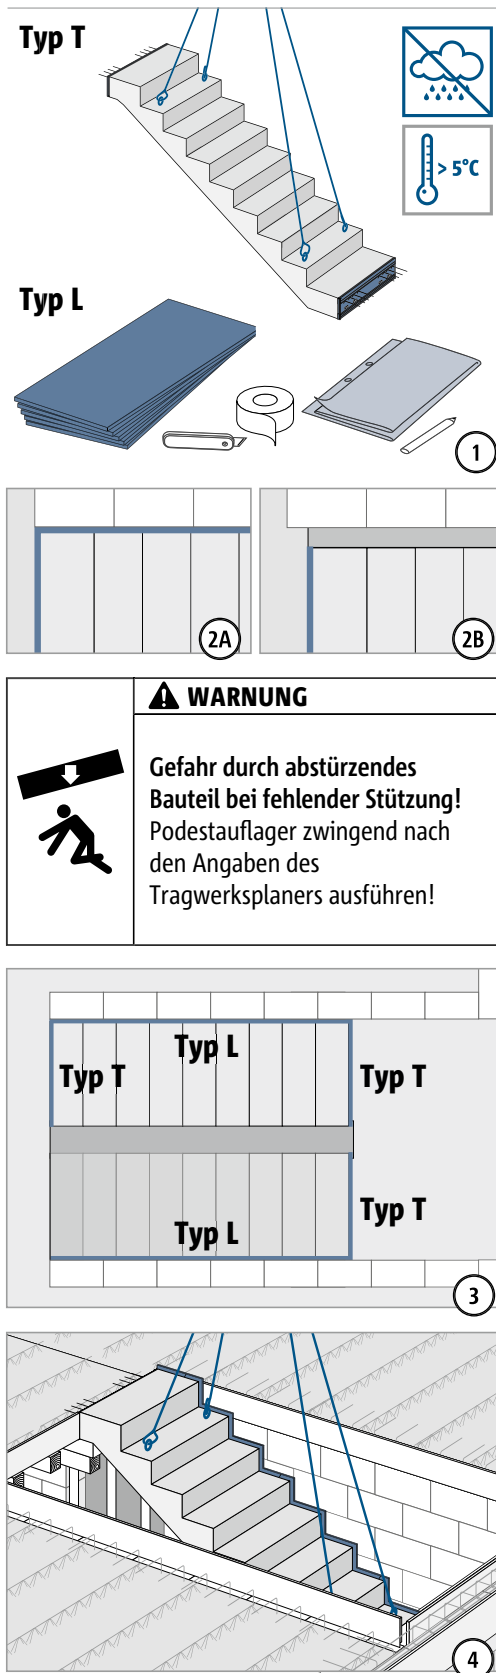 Typ T
> 5°C
Typ L
1
2A
2B
WARNUNG
Gefahr durch abstürzendes
Bauteil bei fehlender Stützung!
Podestauflager zwingend nach
den Angaben des
Tragwerksplaners ausführen!
Typ L
Typ T
Typ T
Typ T
Typ L
3
4